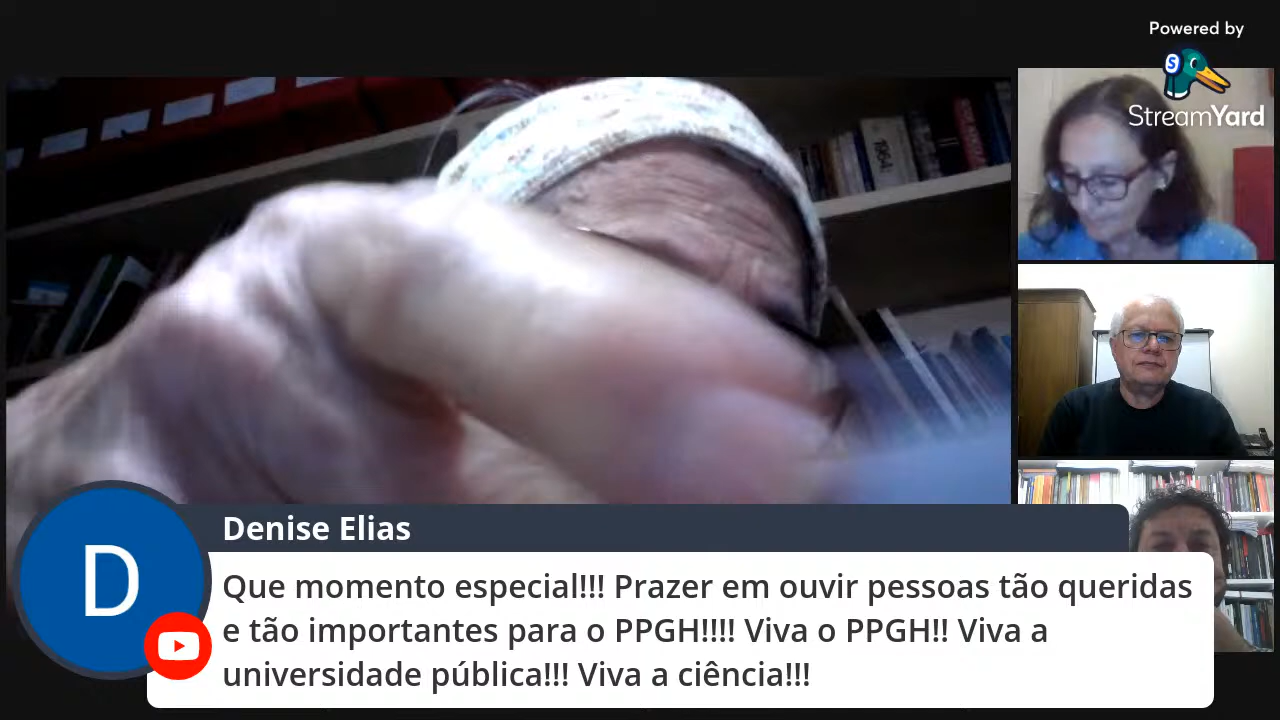 Powered by
StreamYard
1964
D
Denise Elias
Que momento especial!!! Prazer em ouvir pessoas tão queridas
e tão importantes para o PPGH!!!! Viva o PPGH!! Viva a
universidade pública!!! Viva a ciência!!!